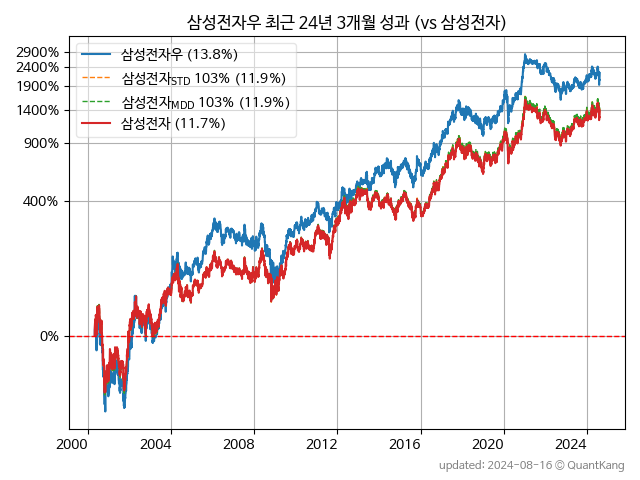 삼성전자우 최근 24년 3개월 성과 (vs 삼성전자)
삼성전자우 (13.8%)
삼성전자STD 103% (11.9%)
삼성전자MDD 103% (11.9%)
삼성전자 (11.7%)
2900%
2400%
1900%
1400%
900%
400%
0%
2000 2004 2008 2012 2016 2020 2024
updated: 2024-08-16 © QuantKang